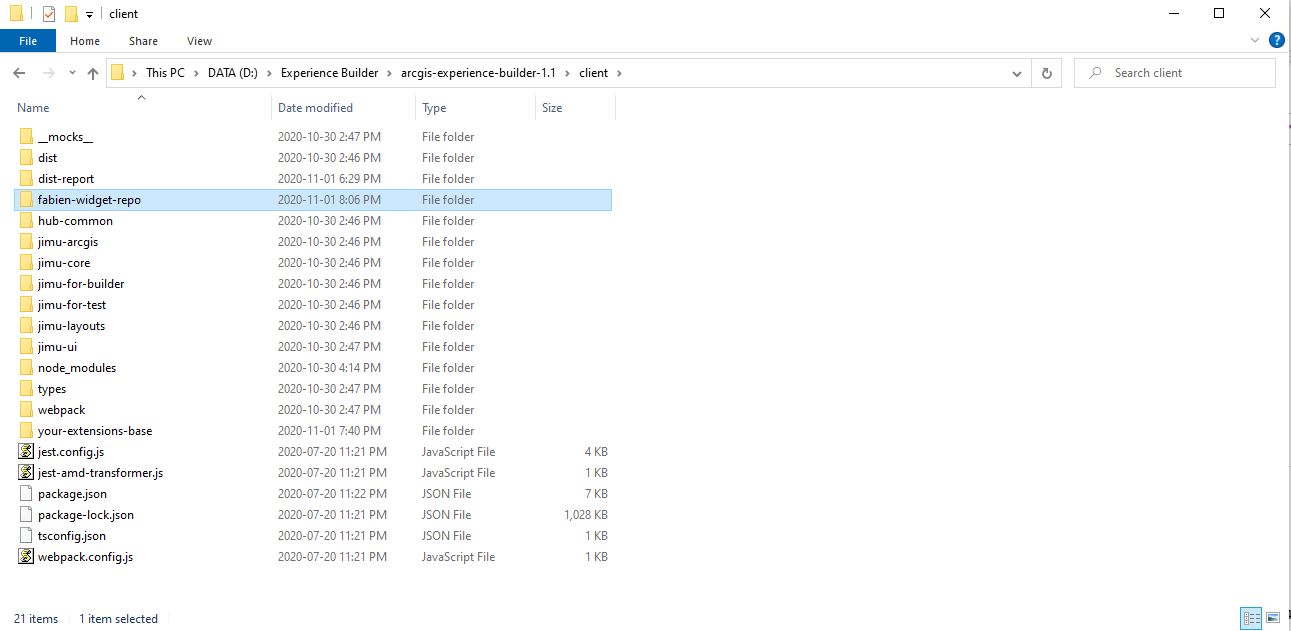 client
File Home Share View
This PC > DATA (D:) > Experience Builder > arcgis-experience-builder-1.1 > client > Search client
Name Date modified Type Size
__mocks__ 2020-10-30 2:47 PM File folder
dist 2020-10-30 2:46 PM File folder
dist-report 2020-11-01 6:29 PM File folder
fabien-widget-repo 2020-11-01 8:06 PM File folder
hub-common 2020-10-30 2:46 PM File folder
jimu-arcgis 2020-10-30 2:46 PM File folder
jimu-core 2020-10-30 2:46 PM File folder
jimu-for-builder 2020-10-30 2:46 PM File folder
jimu-for-test 2020-10-30 2:46 PM File folder
jimu-layouts 2020-10-30 2:46 PM File folder
jimu-ui 2020-10-30 2:47 PM File folder
node_modules 2020-10-30 4:14 PM File folder
types 2020-10-30 2:47 PM File folder
webpack 2020-10-30 2:47 PM File folder
your-extensions-base 2020-11-01 7:40 PM File folder
jest.config.js 2020-07-20 11:21 PM JavaScript File 4 KB
jest-amd-transformer.js 2020-07-20 11:21 PM JavaScript File 1 KB
package.json 2020-07-20 11:22 PM JSON File 7 KB
package-lock.json 2020-07-20 11:21 PM JSON File 1,028 KB
tsconfig.json 2020-07-20 11:21 PM JSON File 1 KB
webpack.config.js 2020-07-20 11:21 PM JavaScript File 1 KB
21 items 1 item selected